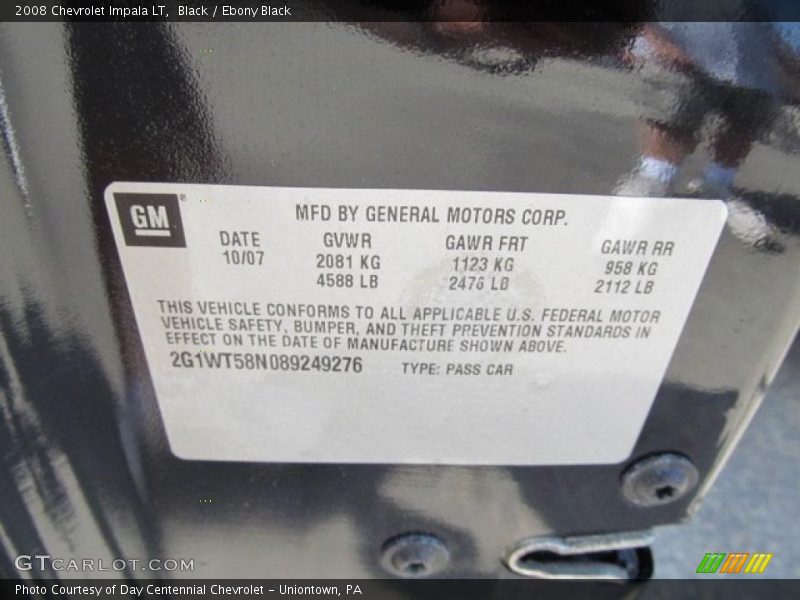 2008 Chevrolet Impala LT,  Black / Ebony Black
GM
MFD BY GENERAL MOTORS CORP.
DATE GVWR GAWR FRT GAWR RR
10/07 2081 KG 1123 KG 958 KG
4588 LB 2476 LB 2112 LB
THIS VEHICLE CONFORMS TO ALL APPLICABLE U.S. FEDERAL MOTOR
VEHICLE SAFETY, BUMPER, AND THEFT PREVENTION STANDARDS IN
EFFECT ON THE DATE OF MANUFACTURE SHOWN ABOVE.
2G1WT58N089249276 TYPE: PASS CAR
GTCARLOT.COM
Photo Courtesy of Day Centennial Chevrolet - Uniontown, PA